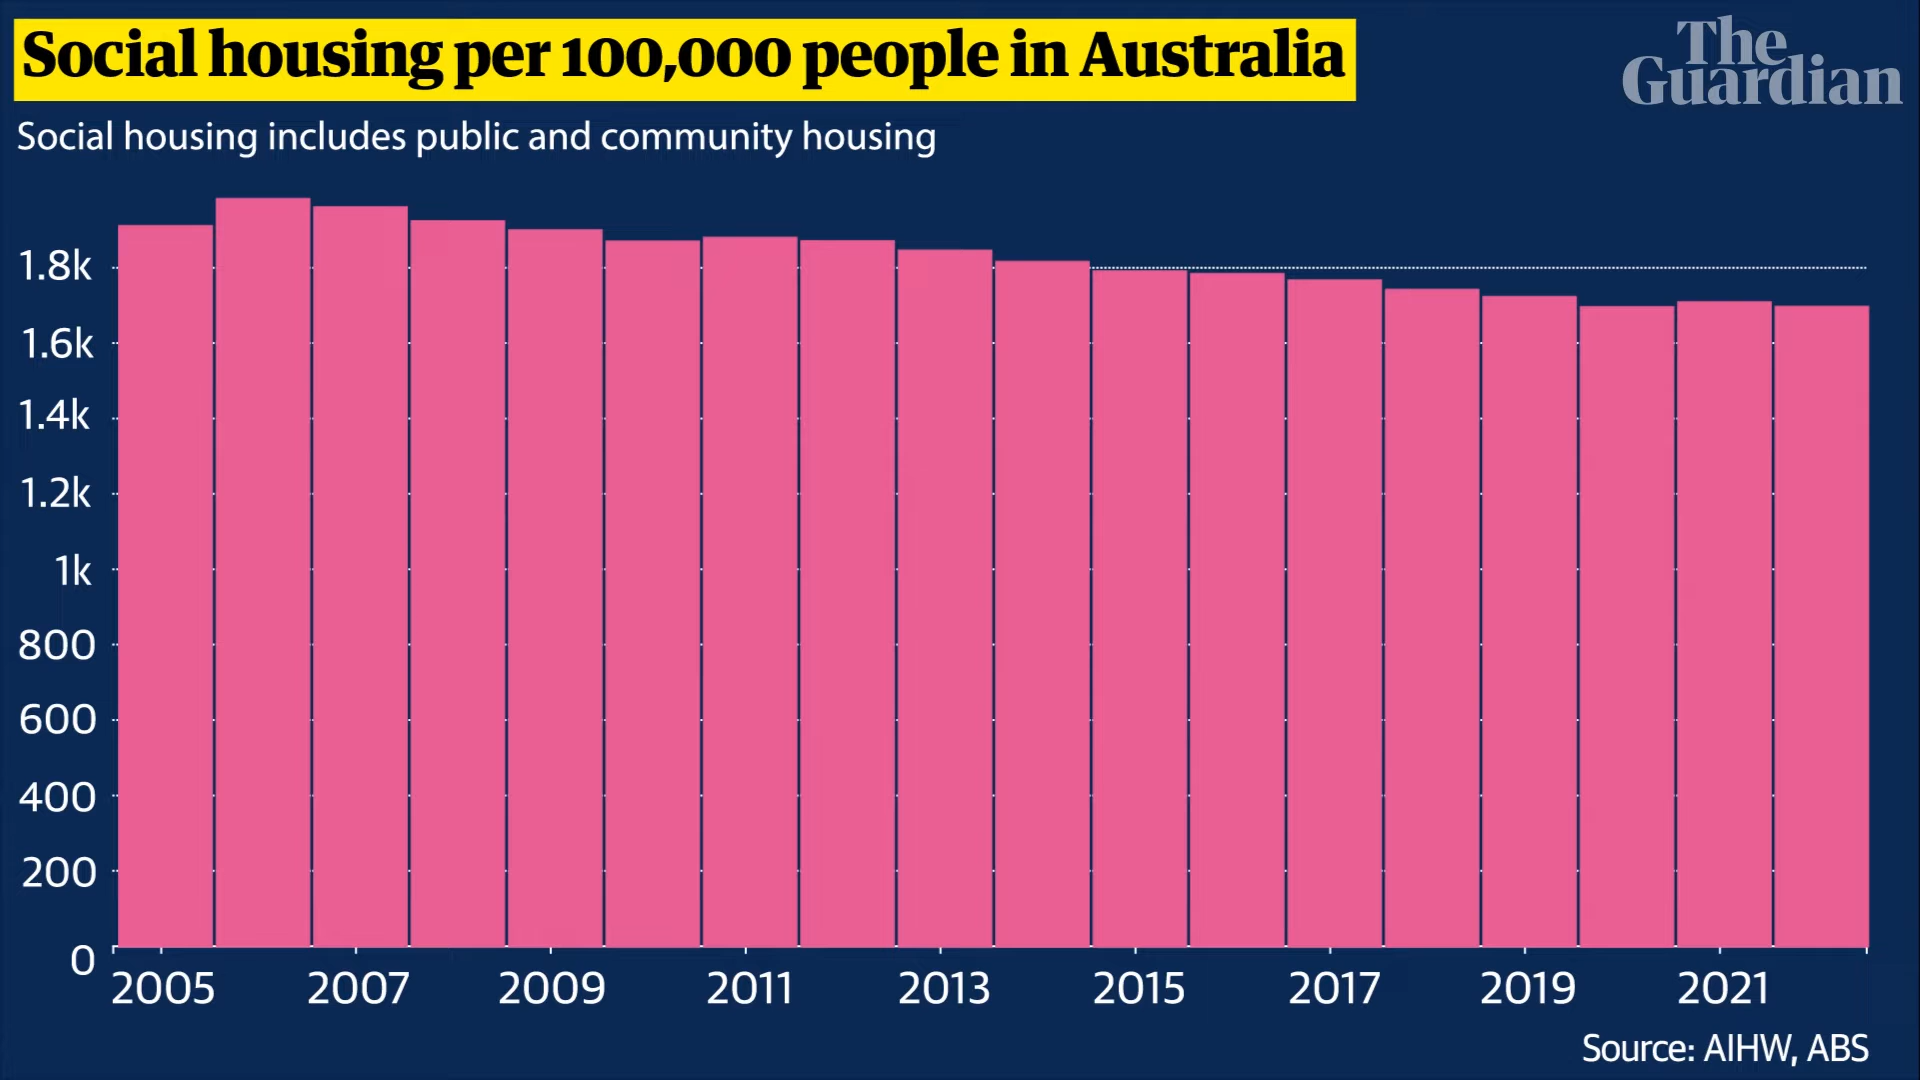 Social housing per 100,000 people in Australia
The
Guardian
Social housing includes public and community housing
1.8k
1.6k
1.4k
1.2k
1k
800
600
400
200
0
2005 2007 2009 2011 2013 2015 2017 2019 2021
Source: AIHW, ABS